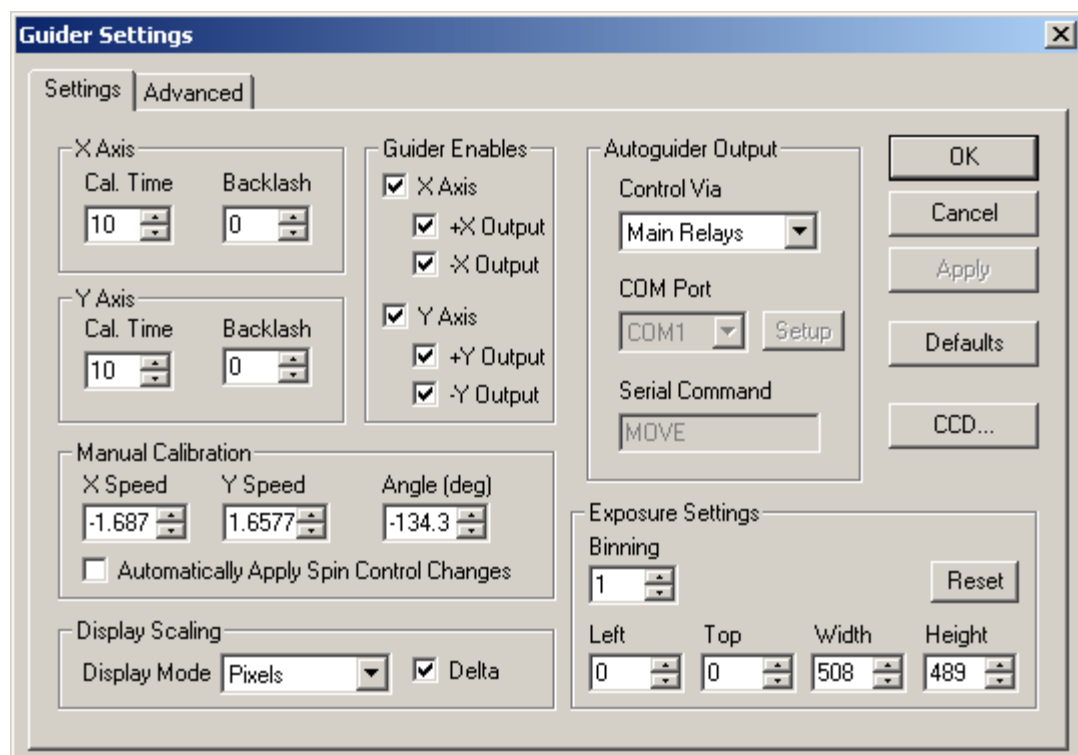 Guider Settings
Settings
Advanced
X Axis
Cal. Time
Backlash
10
0
Y Axis
Cal. Time
Backlash
10
0
Guider Enables
X Axis
+X Output
-X Output
Y Axis
+Y Output
-Y Output
Autoguider Output
Control Via
Main Relays
COM Port
COM1
Setup
Serial Command
MOVE
OK
Cancel
Apply
Defaults
CCD...
Manual Calibration
X Speed
Y Speed
Angle (deg)
-1.687
1.6577
-134.3
Automatically Apply Spin Control Changes
Display Scaling
Display Mode
Pixels
Delta
Exposure Settings
Binning
1
Reset
Left
Top
Width
Height
0
0
508
489